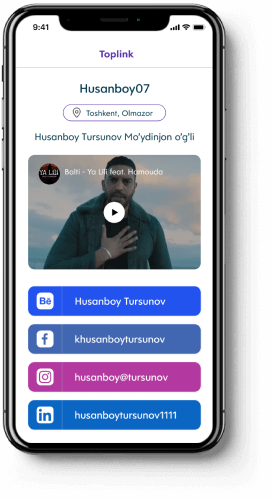 9:41
Toplink
Husanboy07
Toshkent, Olmazor
Husanboy Tursunov Mo'ydinjon o'g'li
YA LILI
Balti - Ya Lili feat. Hamouda
Bē Husanboy Tursunov
f khusanboytursunov
husanboy@tursunov
in husanboytursunov1111